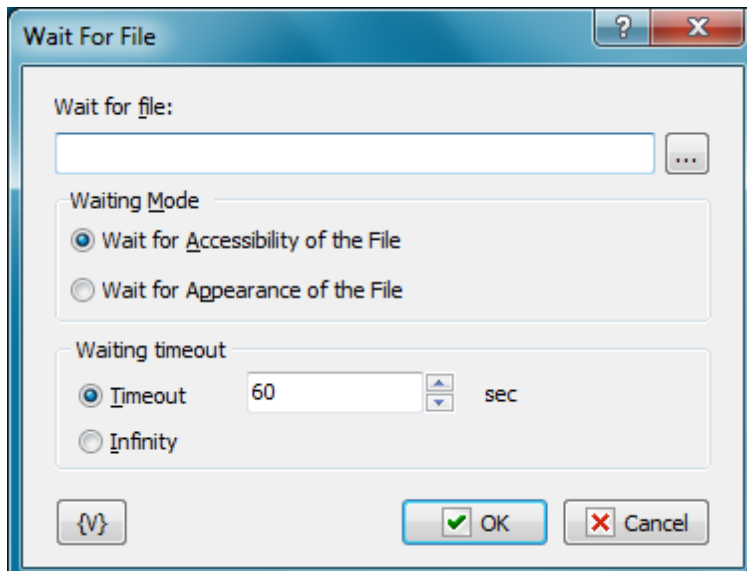 Wait For File
?
X
Wait for file:
...
Waiting Mode
Wait for Accessibility of the File
Wait for Appearance of the File
Waiting timeout
Timeout 60 sec
Infinity
{V} OK Cancel